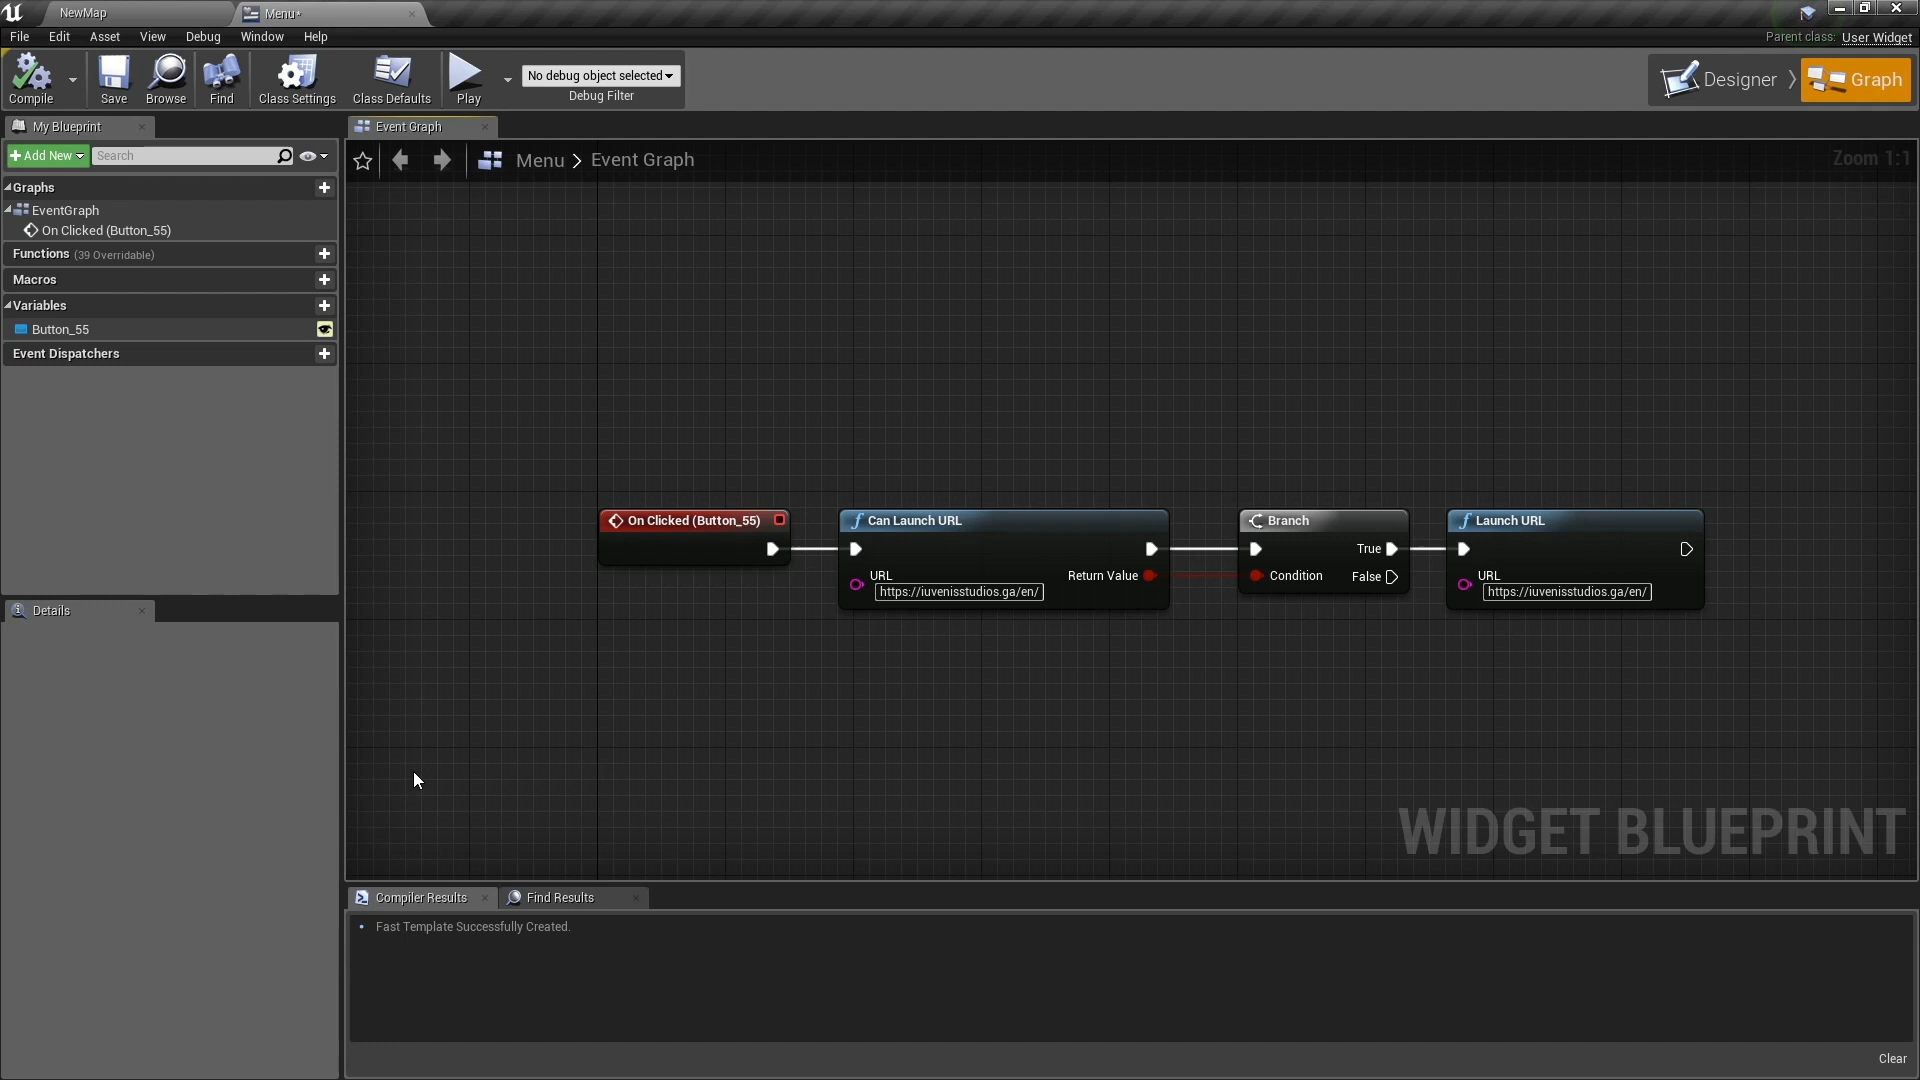 NewMap
Menu*
File Edit Asset View Debug Window Help
Parent class: User Widget
Compile
Save
Browse
Find
Class Settings
Class Defaults
Play
No debug object selected
Debug Filter
Designer
Graph
My Blueprint
Event Graph
Add New
Search
Menu > Event Graph
Zoom 1:1
Graphs
EventGraph
On Clicked (Button_55)
Functions (39 Overridable)
Macros
Variables
Button_55
Event Dispatchers
On Clicked (Button_55)
Can Launch URL
URL
https://iuvenisstudios.ga/en/
Return Value
Branch
True
Condition
False
Launch URL
URL
https://iuvenisstudios.ga/en/
Details
WIDGET BLUEPRINT
Compiler Results
Find Results
• Fast Template Successfully Created.
Clear